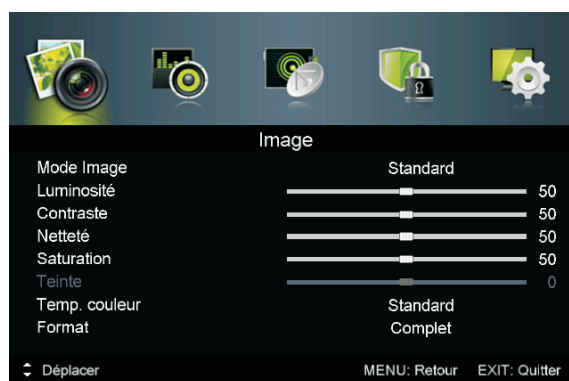 Image
Mode Image Standard
Luminosité 50
Contraste 50
Netteté 50
Saturation 50
Teinte 0
Temp. couleur Standard
Format Complet
Déplacer MENU: Retour EXIT: Quitter